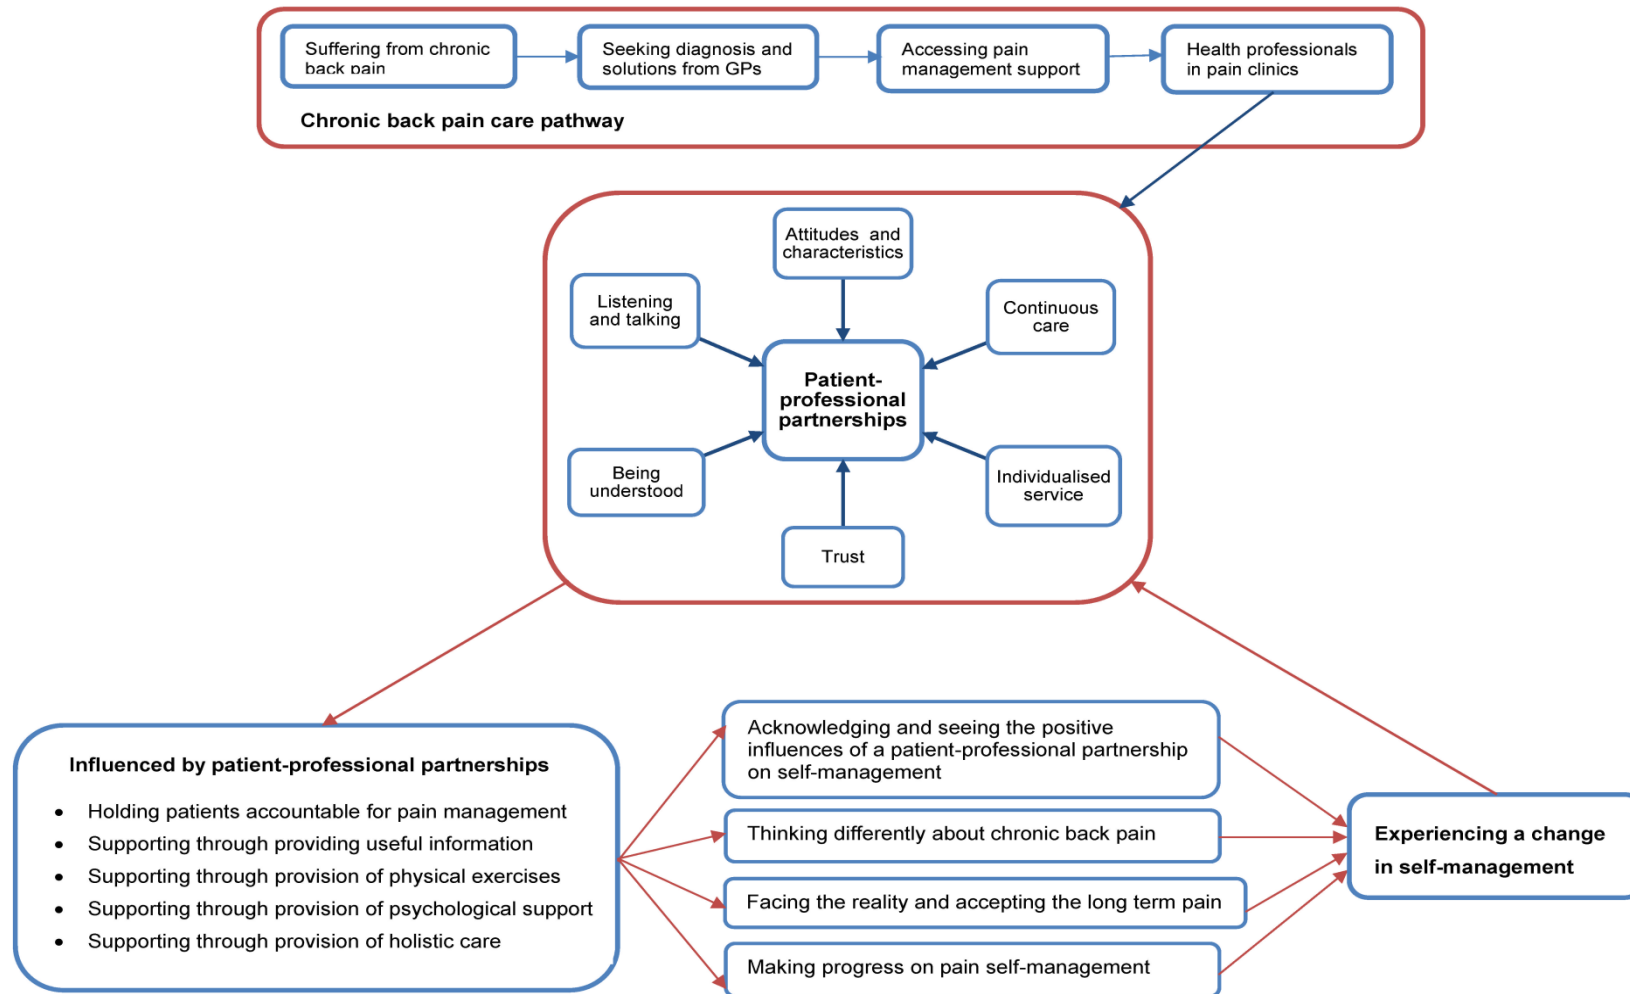 Suffering from chronic
back pain
Seeking diagnosis and
solutions from GPs
Accessing pain
management support
Health professionals
in pain clinics
Chronic back pain care pathway
Attitudes and
characteristics
Listening
and talking
Continuous
care
Patient-
professional
partnerships
Being
understood
Individualised
service
Trust
Influenced by patient-professional partnerships
• Holding patients accountable for pain management
• Supporting through providing useful information
• Supporting through provision of physical exercises
• Supporting through provision of psychological support
• Supporting through provision of holistic care
Acknowledging and seeing the positive
influences of a patient-professional partnership
on self-management
Thinking differently about chronic back pain
Facing the reality and accepting the long term pain
Making progress on pain self-management
Experiencing a change
in self-management